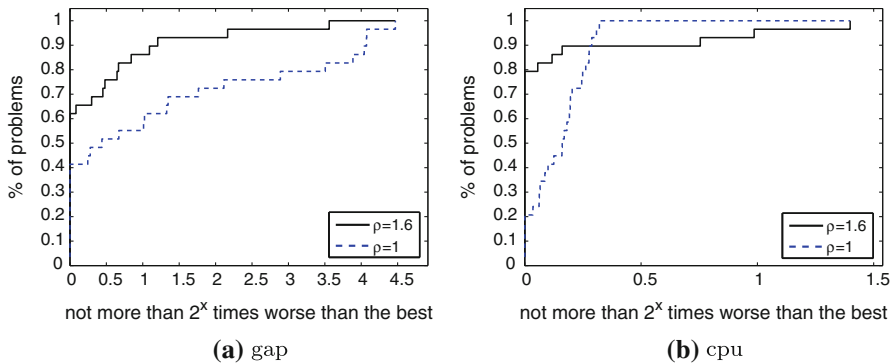 % of problems
1
0.9
0.8
0.7
0.6
0.5
0.4
0.3
0.2
0.1
0
0 0.5 1 1.5 2 2.5 3 3.5 4 4.5
ρ=1.6
ρ=1
not more than 2^x times worse than the best
(a) gap
% of problems
1
0.9
0.8
0.7
0.6
0.5
0.4
0.3
0.2
0.1
0
0 0.5 1 1.5
ρ=1.6
ρ=1
not more than 2^x times worse than the best
(b) cpu